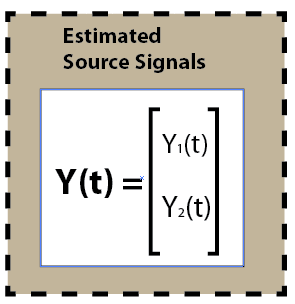 Estimated
Source Signals
Y₁(t)
Y(t) =
Y₂(t)